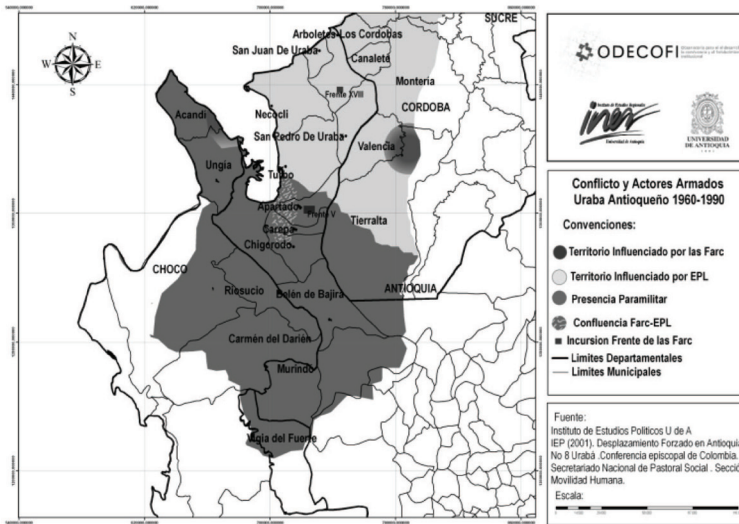 SUCRE
Arboletes Los Cordobas
San Juan De Uraba
Canalete
N
W E
S
Monteria
Frente XVIII
CORDOBA
Necocli
Acandi
San Pedro De Uraba
Valencia
Ungia
Turbo
Apartado
Frente V
Tierralta
Carepa
Chigorodo
CHOCO
ANTIOQUIA
Riosucio
Belén de Bajira
Carmén del Darién
Murindo
Vigia del Fuerte
ODECOFI
iner
Instituto de Estudios Regionales
Universidad de Antioquia
UNIVERSIDAD
DE ANTIOQUIA
Conflicto y Actores Armados
Uraba Antioqueño 1960-1990
Convenciones:
Territorio Influenciado por las Farc
Territorio Influenciado por EPL
Presencia Paramilitar
Confluencia Farc-EPL
Incursion Frente de las Farc
Limites Departamentales
Limites Municipales
Fuente:
Instituto de Estudios Politicos U de A
IEP (2001). Desplazamiento Forzado en Antioquia
No 8 Urabá .Conferencia episcopal de Colombia.
Secretariado Nacional de Pastoral Social . Secció
Movilidad Humana.
Escala: